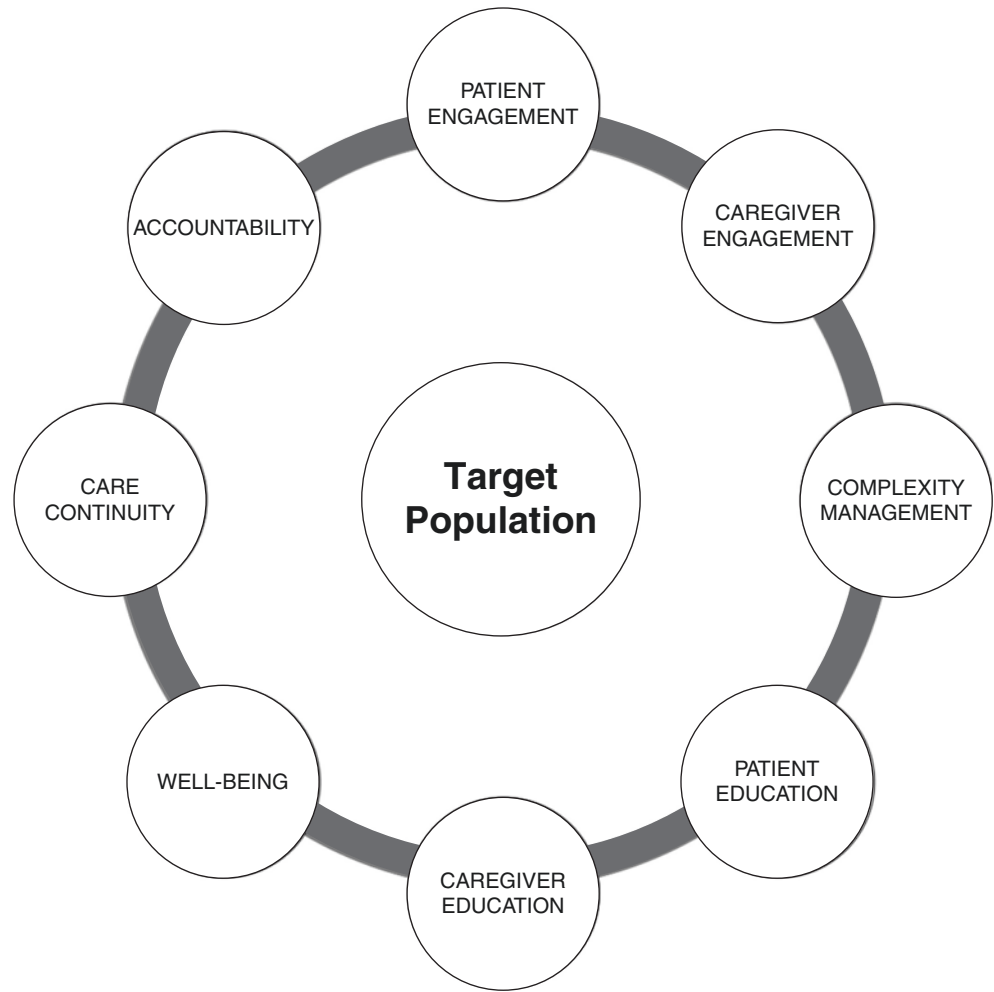 PATIENT
ENGAGEMENT
CAREGIVER
ENGAGEMENT
COMPLEXITY
MANAGEMENT
PATIENT
EDUCATION
CAREGIVER
EDUCATION
WELL-BEING
CARE
CONTINUITY
ACCOUNTABILITY
Target
Population